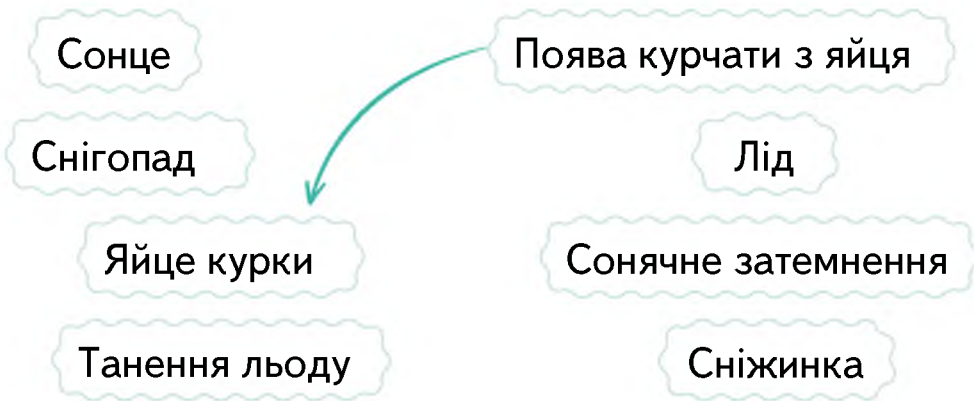 Сонце
Поява курчати з яйця
Снігопад
Лід
Яйце курки
Сонячне затемнення
Танення льоду
Сніжинка